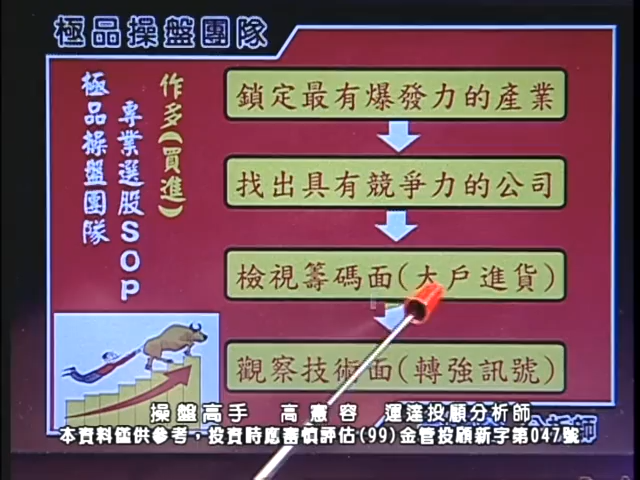 極品操盤團隊
作多(買進)
專業選股SOP
極品操盤團隊
鎖定最有爆發力的產業
找出具有競爭力的公司
檢視籌碼面(大戶進貨)
觀察技術面(轉強訊號)
操盤高手 高憲容 運達投顧分析師
分析師
本資料僅供參考，投資時應審慎評估(99)金管投顧新字第047號